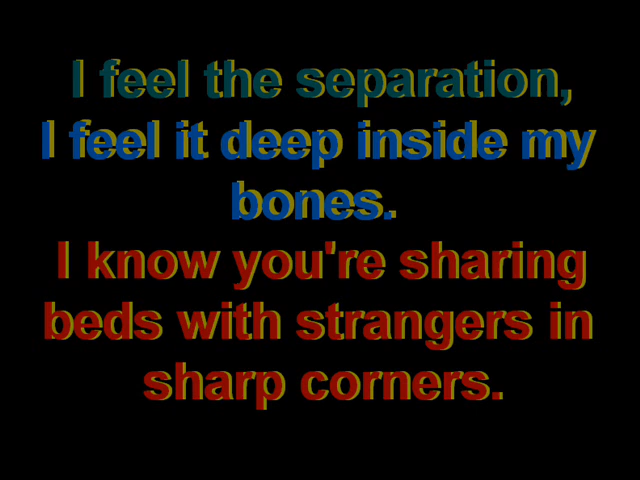 I feel the separation,
I feel it deep inside my
bones.
I know you're sharing
beds with strangers in
sharp corners.